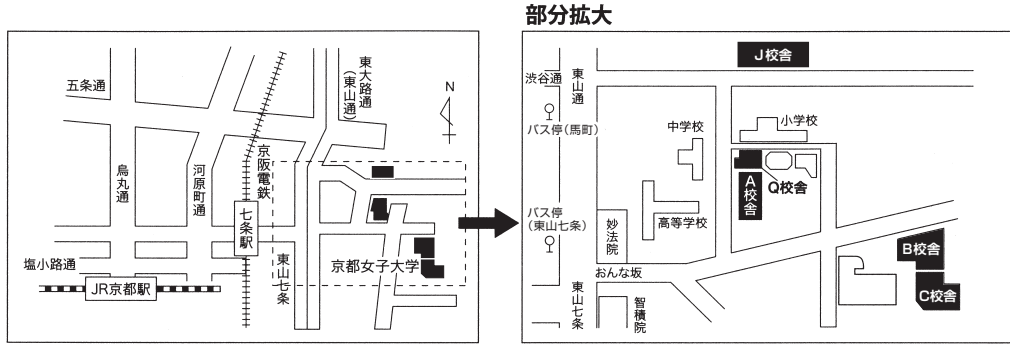 部分拡大
五条通
東大路通
(東山通)
N
烏丸通
河原町通
京阪電鉄
七条駅
塩小路通
JR京都駅
東山七条
京都女子大学
J校舎
渋谷通
東山通
バス停(馬町)
中学校
小学校
A校舎
Q校舎
高等学校
バス停
(東山七条)
妙法院
おんな坂
東山七条
智積院
B校舎
C校舎